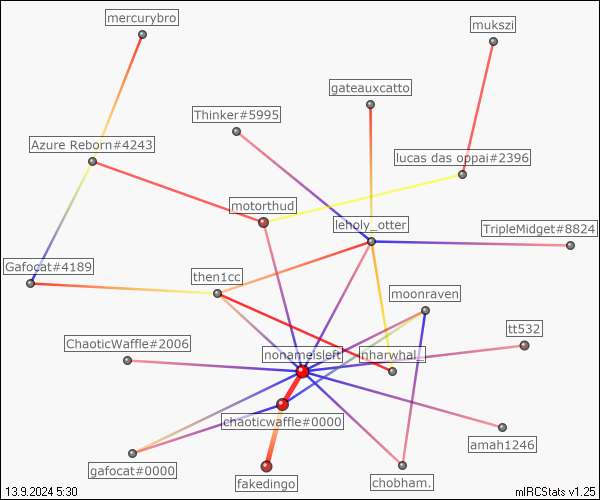 mercurybro
mukszi
gateauxcatto
Thinker#5995
Azure Reborn#4243
lucas das oppai#2396
motorthud
leholy_otter
TripleMidget#8824
Gafocat#4189
then1cc
moonraven
tt532
ChaoticWaffle#2006
nonameisleft
nharwhal_
chaoticwaffle#0000
amah1246
gafocat#0000
fakedingo
chobham.
13.9.2024 5:30
mIRCStats v1.25